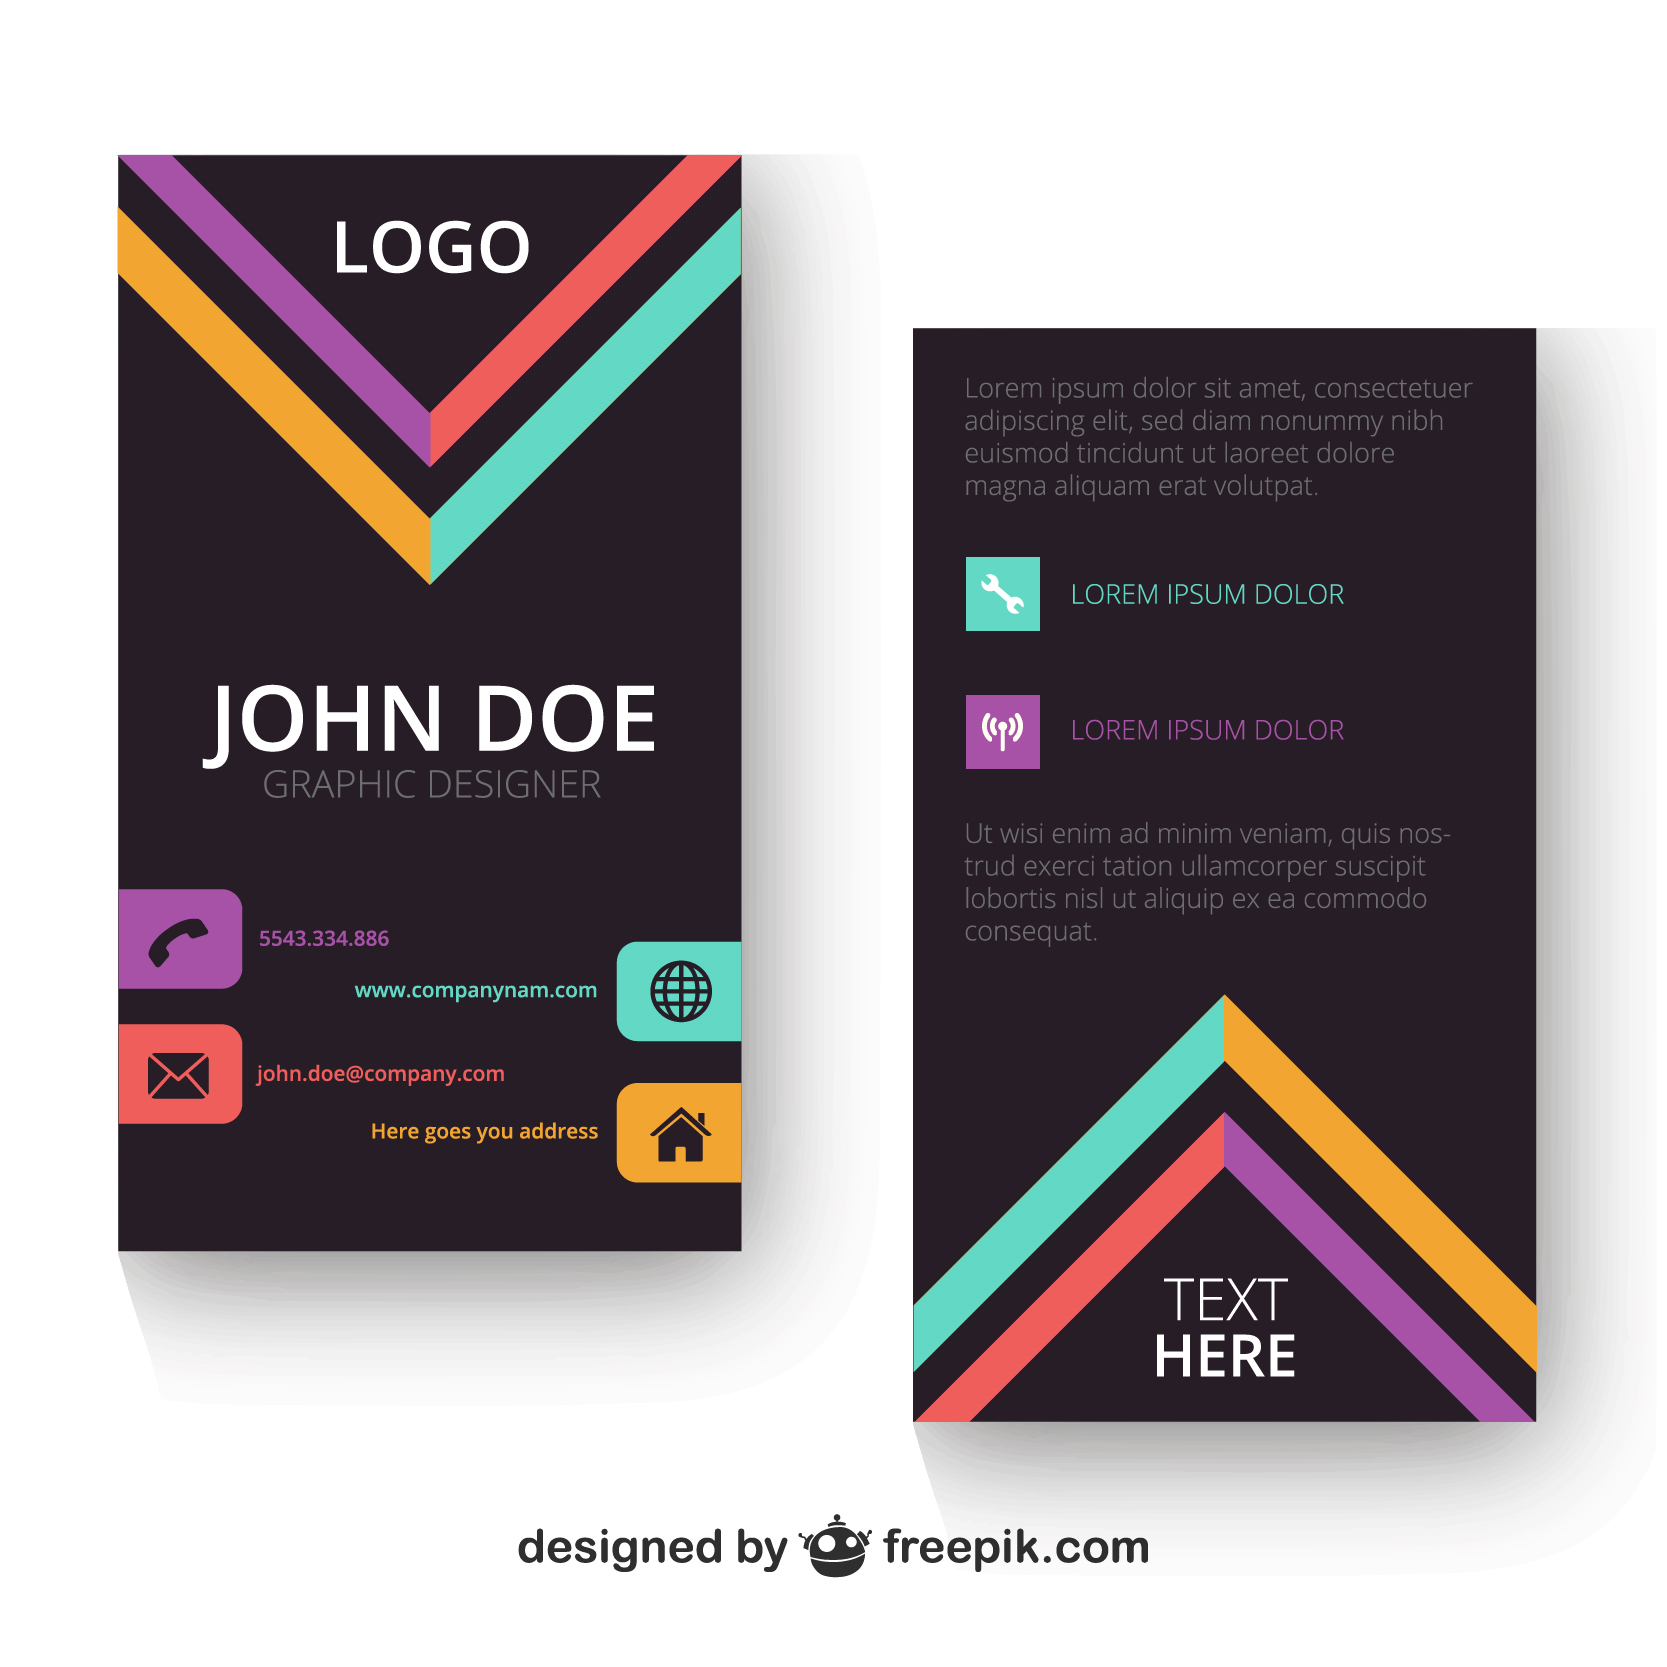 LOGO
JOHN DOE
GRAPHIC DESIGNER
5543.334.886
www.companynam.com
john.doe@company.com
Here goes you address
Lorem ipsum dolor sit amet, consectetuer
adipiscing elit, sed diam nonummy nibh
euismod tincidunt ut laoreet dolore
magna aliquam erat volutpat.
LOREM IPSUM DOLOR
LOREM IPSUM DOLOR
Ut wisi enim ad minim veniam, quis nos-
trud exerci tation ullamcorper suscipit
lobortis nisl ut aliquip ex ea commodo
consequat.
TEXT
HERE
designed by freepik.com